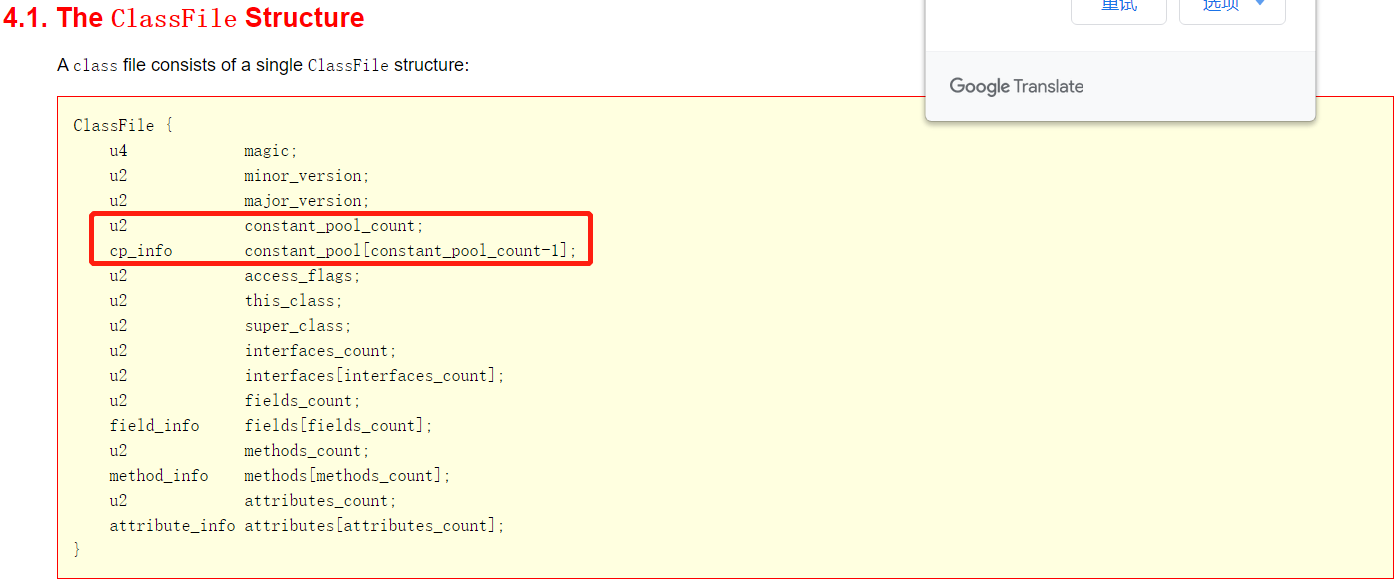 重试
选项
Google Translate
4.1. The ClassFile Structure
A class file consists of a single ClassFile structure:
ClassFile {
u4 magic;
u2 minor_version;
u2 major_version;
u2 constant_pool_count;
cp_info constant_pool[constant_pool_count-1];
u2 access_flags;
u2 this_class;
u2 super_class;
u2 interfaces_count;
u2 interfaces[interfaces_count];
u2 fields_count;
field_info fields[fields_count];
u2 methods_count;
method_info methods[methods_count];
u2 attributes_count;
attribute_info attributes[attributes_count];
}